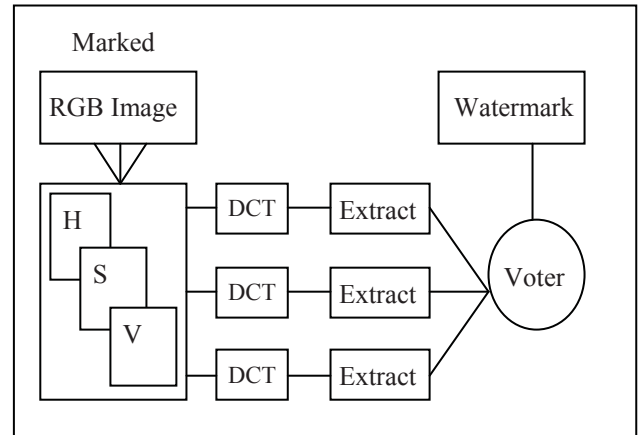 Marked
RGB Image
Watermark
H
S
V
DCT
Extract
DCT
Extract
DCT
Extract
Voter